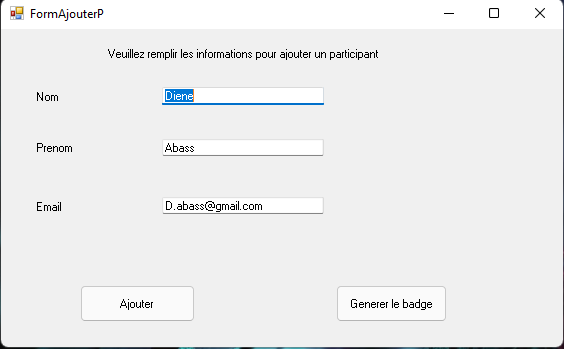 FormAjouterP
Veuillez remplir les informations pour ajouter un participant
Nom Diene
Prenom Abass
Email D.abass@gmail.com
Ajouter Generer le badge